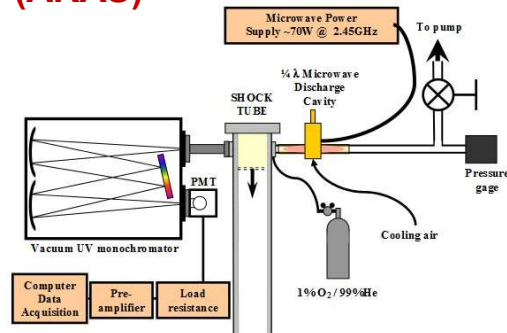 (ARAS)
Microwave Power
Supply ~70W @ 2.45GHz
To pump
¼ λ Microwave
Discharge
Cavity
SHOCK
TUBE
Pressure
gage
PMT
Cooling air
Vacuum UV monochromator
Computer
Data
Acquisition
Pre-
amplifier
Load
resistance
1% O₂ / 99%He